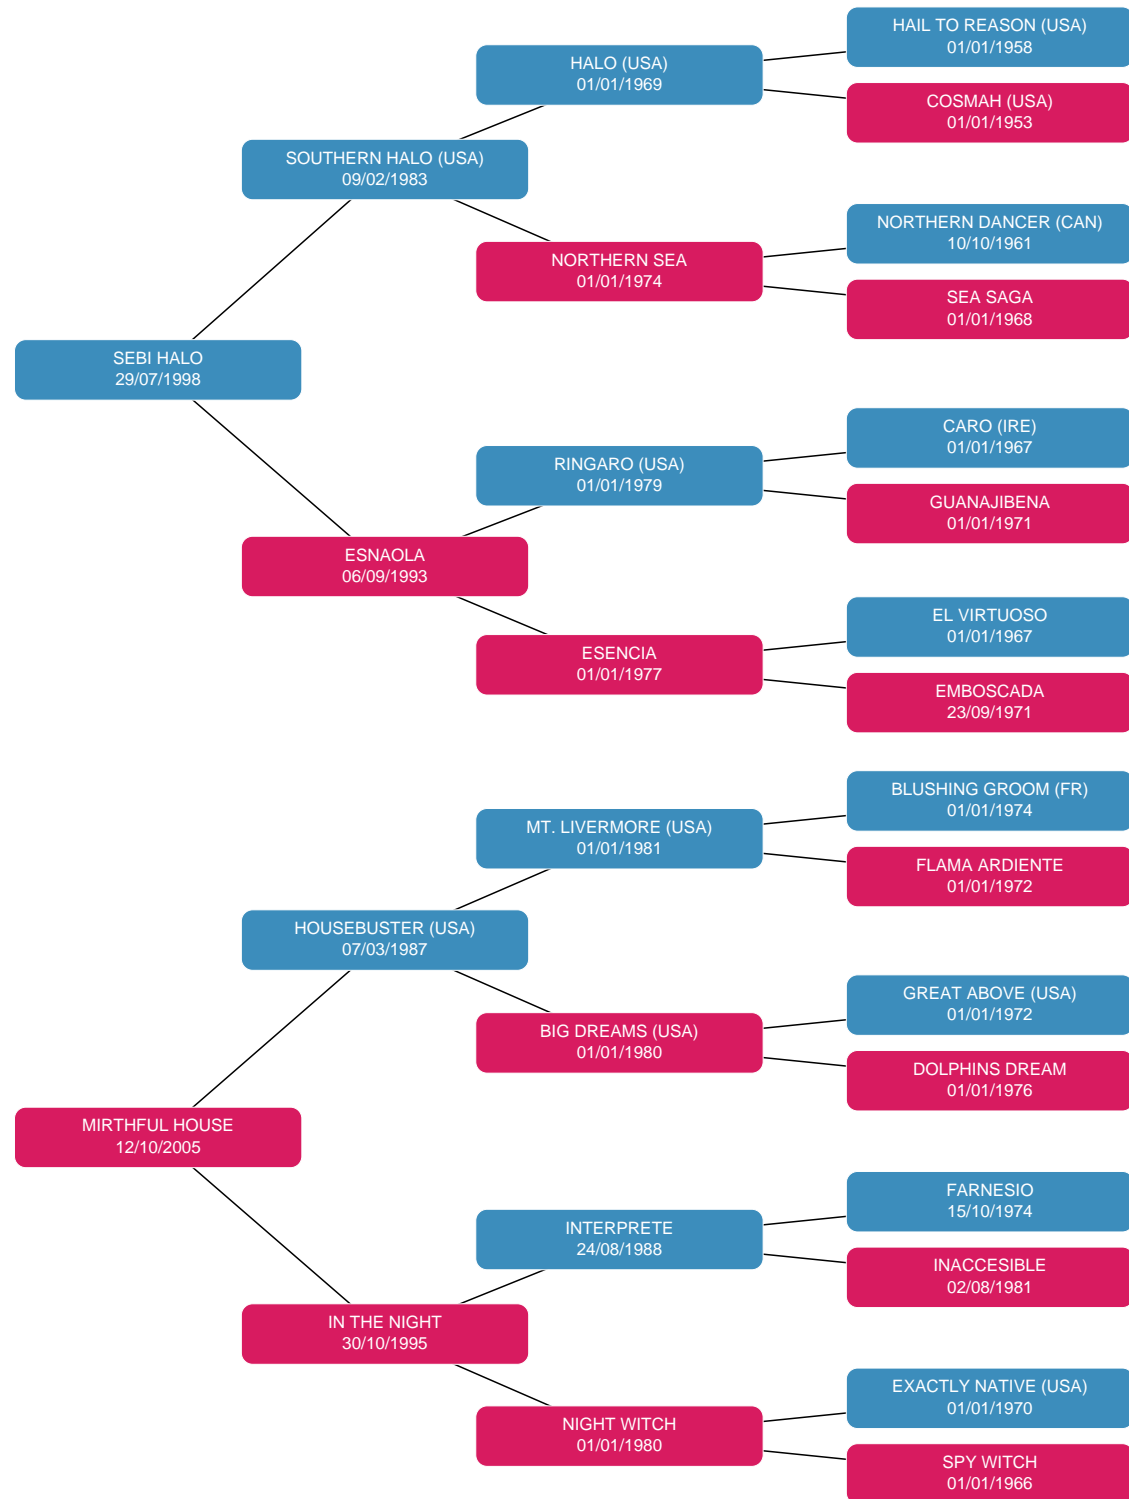 HAIL TO REASON (USA)
01/01/1958
HALO (USA)
01/01/1969
COSMAH (USA)
01/01/1953
SOUTHERN HALO (USA)
09/02/1983
NORTHERN DANCER (CAN)
10/10/1961
NORTHERN SEA
01/01/1974
SEA SAGA
01/01/1968
SEBI HALO
29/07/1998
CARO (IRE)
01/01/1967
RINGARO (USA)
01/01/1979
GUANAJIBENA
01/01/1971
ESNAOLA
06/09/1993
EL VIRTUOSO
01/01/1967
ESENCIA
01/01/1977
EMBOSCADA
23/09/1971
BLUSHING GROOM (FR)
01/01/1974
MT. LIVERMORE (USA)
01/01/1981
FLAMA ARDIENTE
01/01/1972
HOUSEBUSTER (USA)
07/03/1987
GREAT ABOVE (USA)
01/01/1972
BIG DREAMS (USA)
01/01/1980
DOLPHINS DREAM
01/01/1976
MIRTHFUL HOUSE
12/10/2005
FARNESIO
15/10/1974
INTERPRETE
24/08/1988
INACCESIBLE
02/08/1981
IN THE NIGHT
30/10/1995
EXACTLY NATIVE (USA)
01/01/1970
NIGHT WITCH
01/01/1980
SPY WITCH
01/01/1966